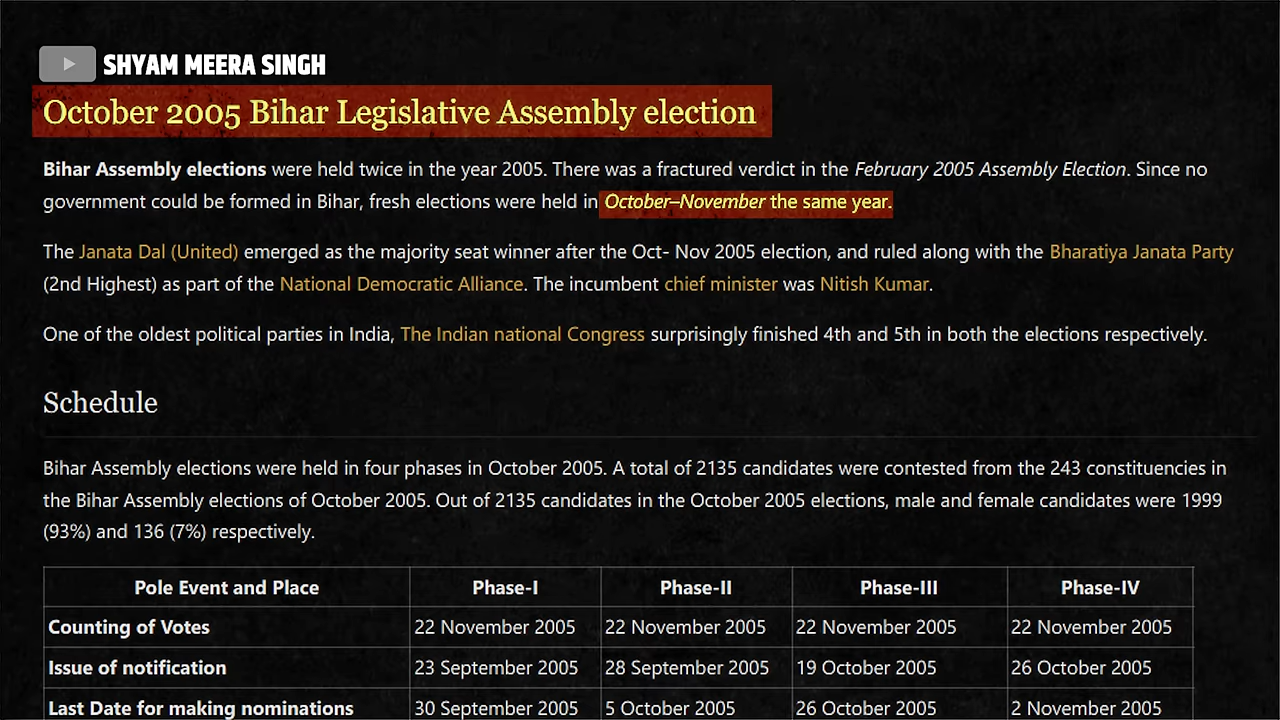 SHYAM MEERA SINGH
October 2005 Bihar Legislative Assembly election
Bihar Assembly elections were held twice in the year 2005. There was a fractured verdict in the February 2005 Assembly Election. Since no
government could be formed in Bihar, fresh elections were held in October–November the same year.
The Janata Dal (United) emerged as the majority seat winner after the Oct- Nov 2005 election, and ruled along with the Bharatiya Janata Party
(2nd Highest) as part of the National Democratic Alliance. The incumbent chief minister was Nitish Kumar.
One of the oldest political parties in India, The Indian national Congress surprisingly finished 4th and 5th in both the elections respectively.
Schedule
Bihar Assembly elections were held in four phases in October 2005. A total of 2135 candidates were contested from the 243 constituencies in
the Bihar Assembly elections of October 2005. Out of 2135 candidates in the October 2005 elections, male and female candidates were 1999
(93%) and 136 (7%) respectively.
Pole Event and Place Phase-I Phase-II Phase-III Phase-IV
Counting of Votes 22 November 2005 22 November 2005 22 November 2005 22 November 2005
Issue of notification 23 September 2005 28 September 2005 19 October 2005 26 October 2005
Last Date for making nominations 30 September 2005 5 October 2005 26 October 2005 2 November 2005